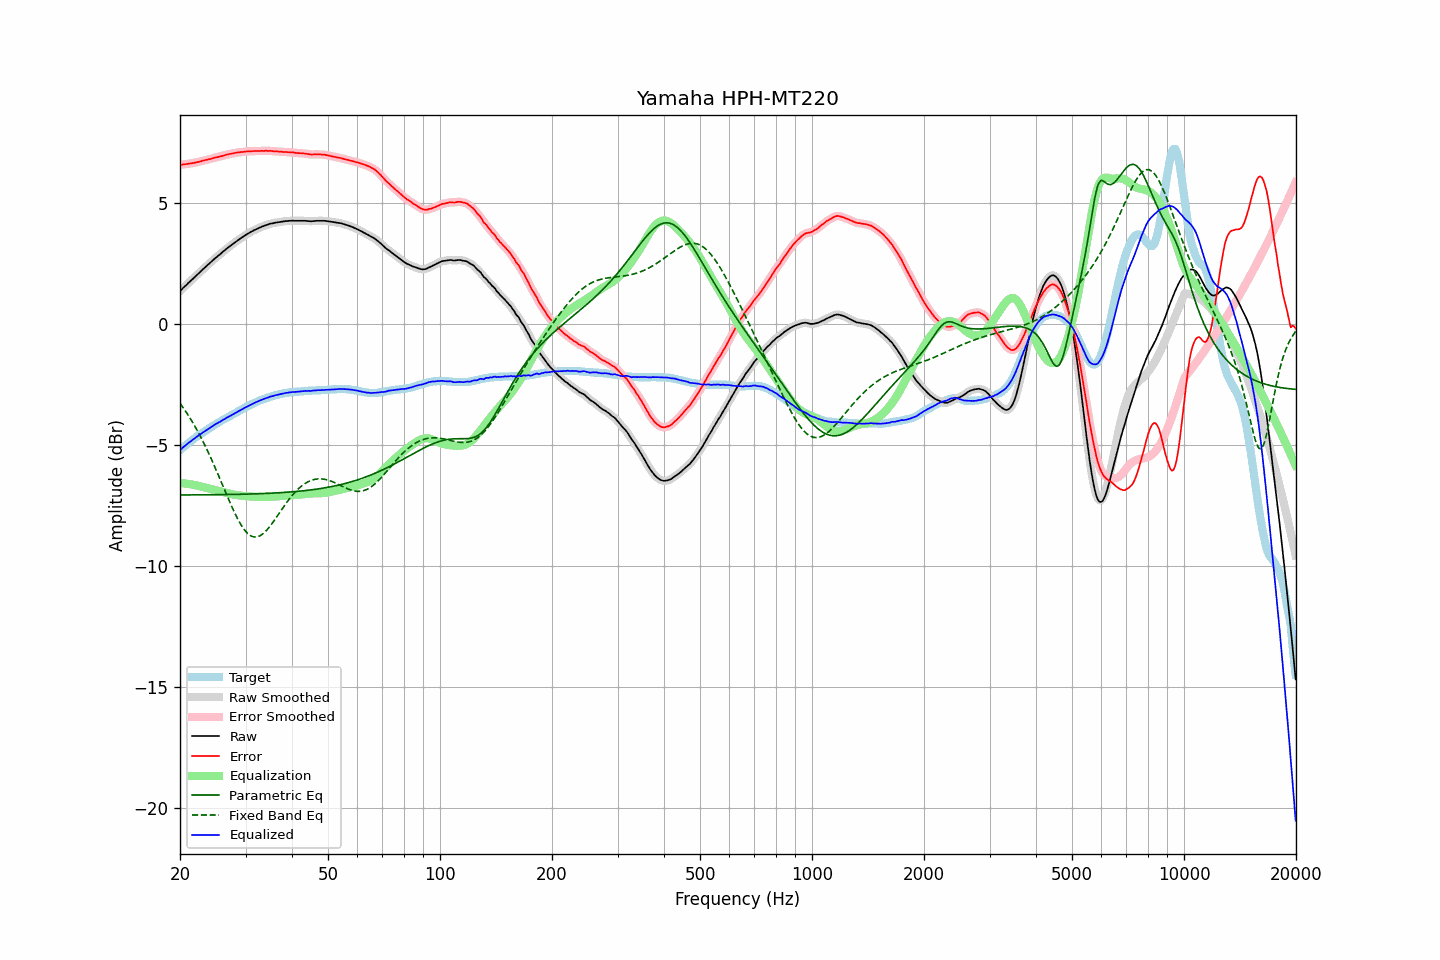 Yamaha HPH-MT220
Amplitude (dBr)
5
0
−5
−10
−15
−20
Target
Raw Smoothed
Error Smoothed
Raw
Error
Equalization
Parametric Eq
Fixed Band Eq
Equalized
20 50 100 200 500 1000 2000 5000 10000 20000
Frequency (Hz)